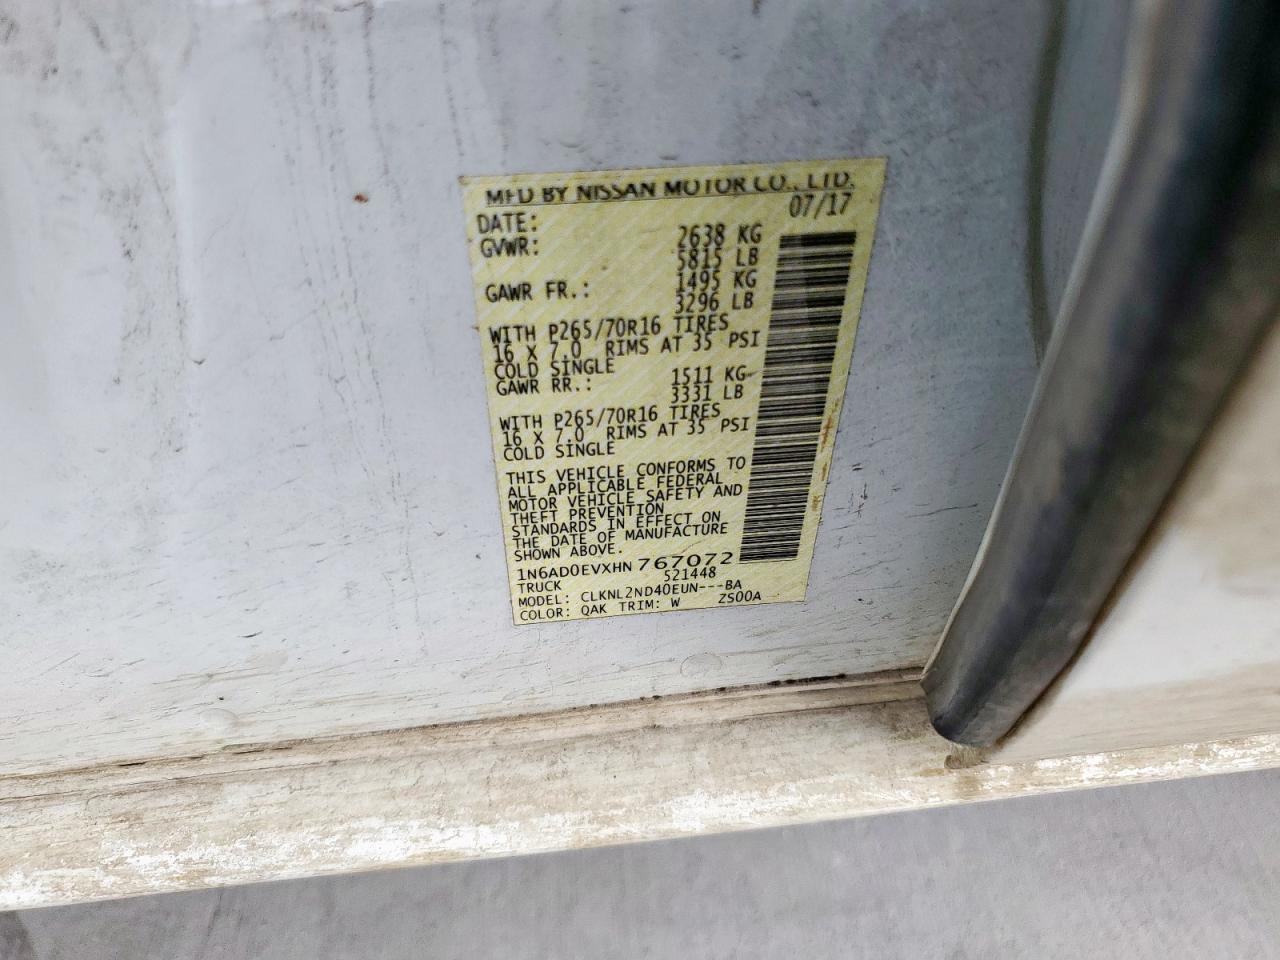 MFD BY NISSAN MOTOR CO., LTD.
DATE: 07/17
GVWR: 2638 KG
5815 LB
GAWR FR.: 1495 KG
3296 LB
WITH P265/70R16 TIRES
16 X 7.0 RIMS AT 35 PSI
COLD SINGLE
GAWR RR.: 1511 KG
3331 LB
WITH P265/70R16 TIRES
16 X 7.0 RIMS AT 35 PSI
COLD SINGLE
THIS VEHICLE CONFORMS TO
ALL APPLICABLE FEDERAL
MOTOR VEHICLE SAFETY AND
THEFT PREVENTION
STANDARDS IN EFFECT ON
THE DATE OF MANUFACTURE
SHOWN ABOVE.
1N6AD0EVXHN767072
TRUCK 521448
MODEL: CLKNL2ND40EUN---BA
COLOR: QAK TRIM: W ZS00A